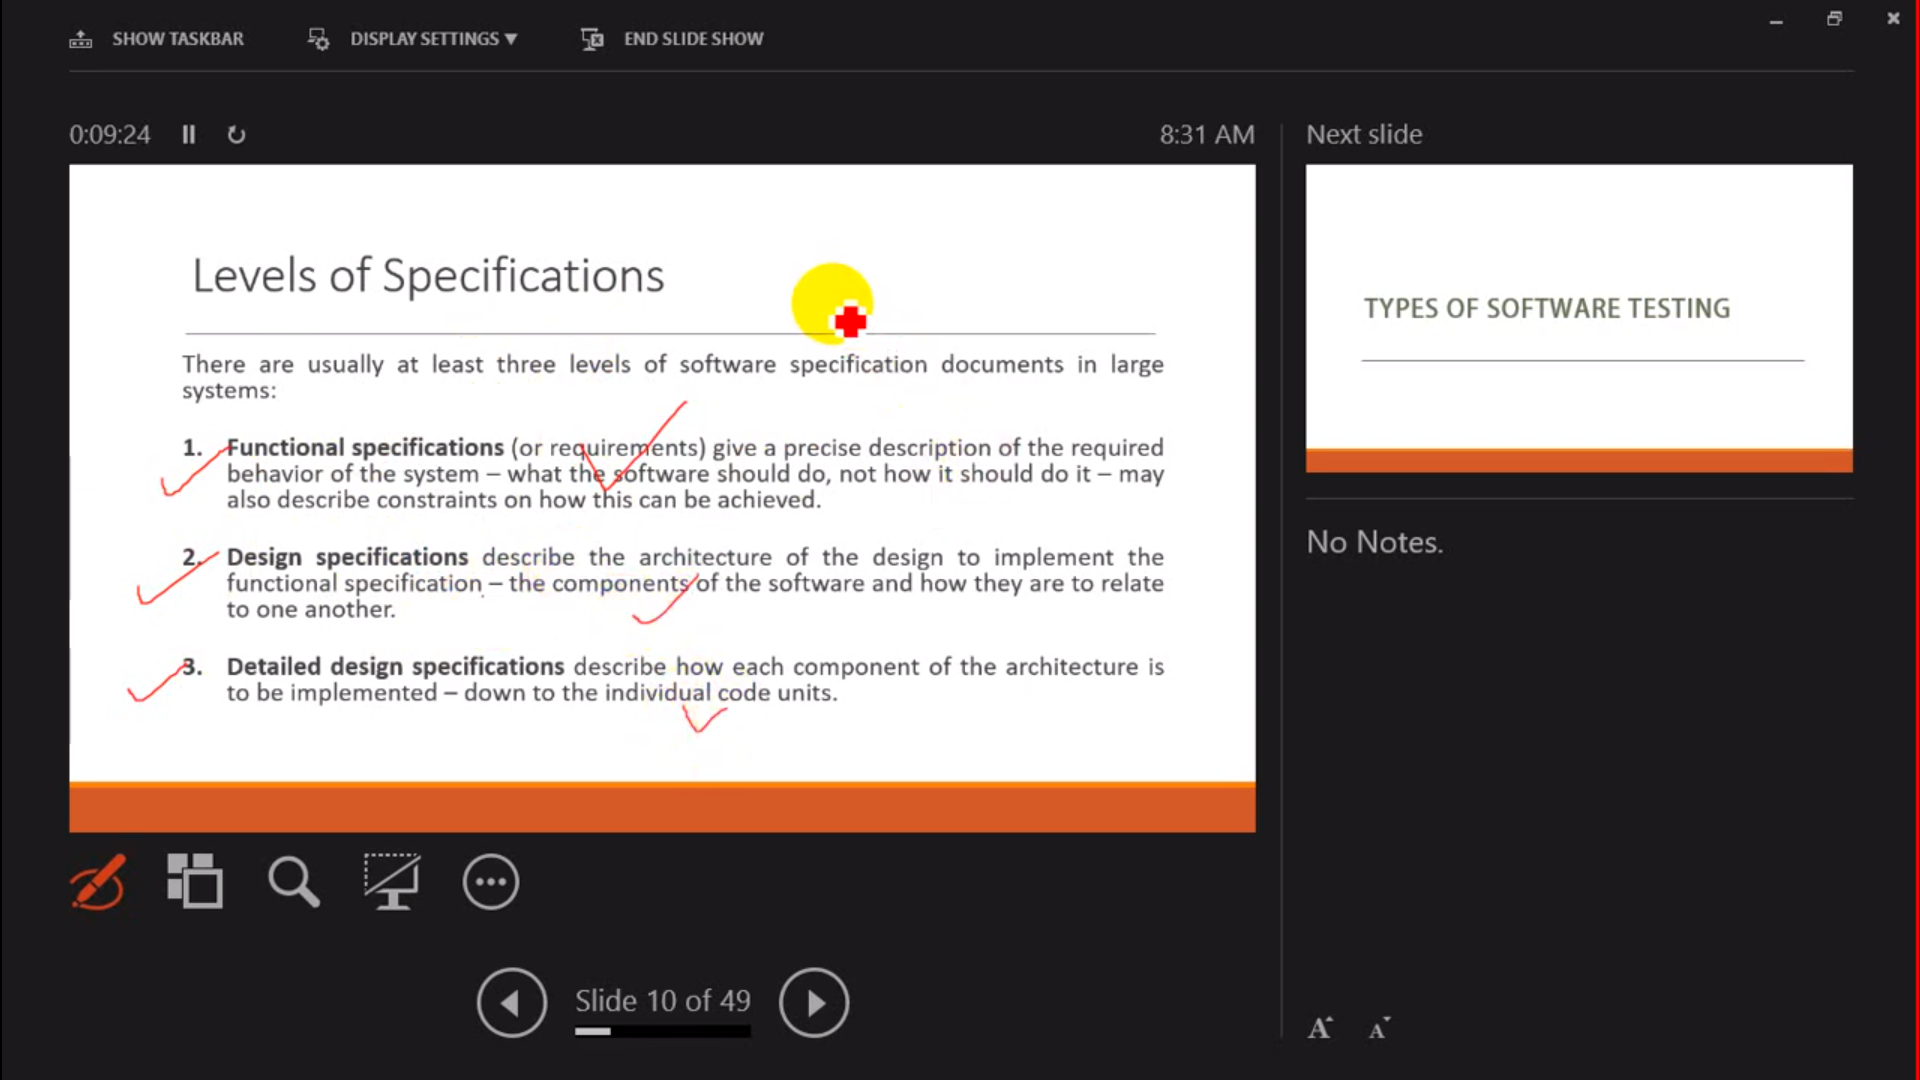 SHOW TASKBAR
DISPLAY SETTINGS ▼
END SLIDE SHOW
0:09:24
8:31 AM
Next slide
Levels of Specifications
There are usually at least three levels of software specification documents in large
systems:
1. Functional specifications (or requirements) give a precise description of the required
behavior of the system – what the software should do, not how it should do it – may
also describe constraints on how this can be achieved.
2. Design specifications describe the architecture of the design to implement the
functional specification – the components of the software and how they are to relate
to one another.
3. Detailed design specifications describe how each component of the architecture is
to be implemented – down to the individual code units.
TYPES OF SOFTWARE TESTING
No Notes.
Slide 10 of 49
A A